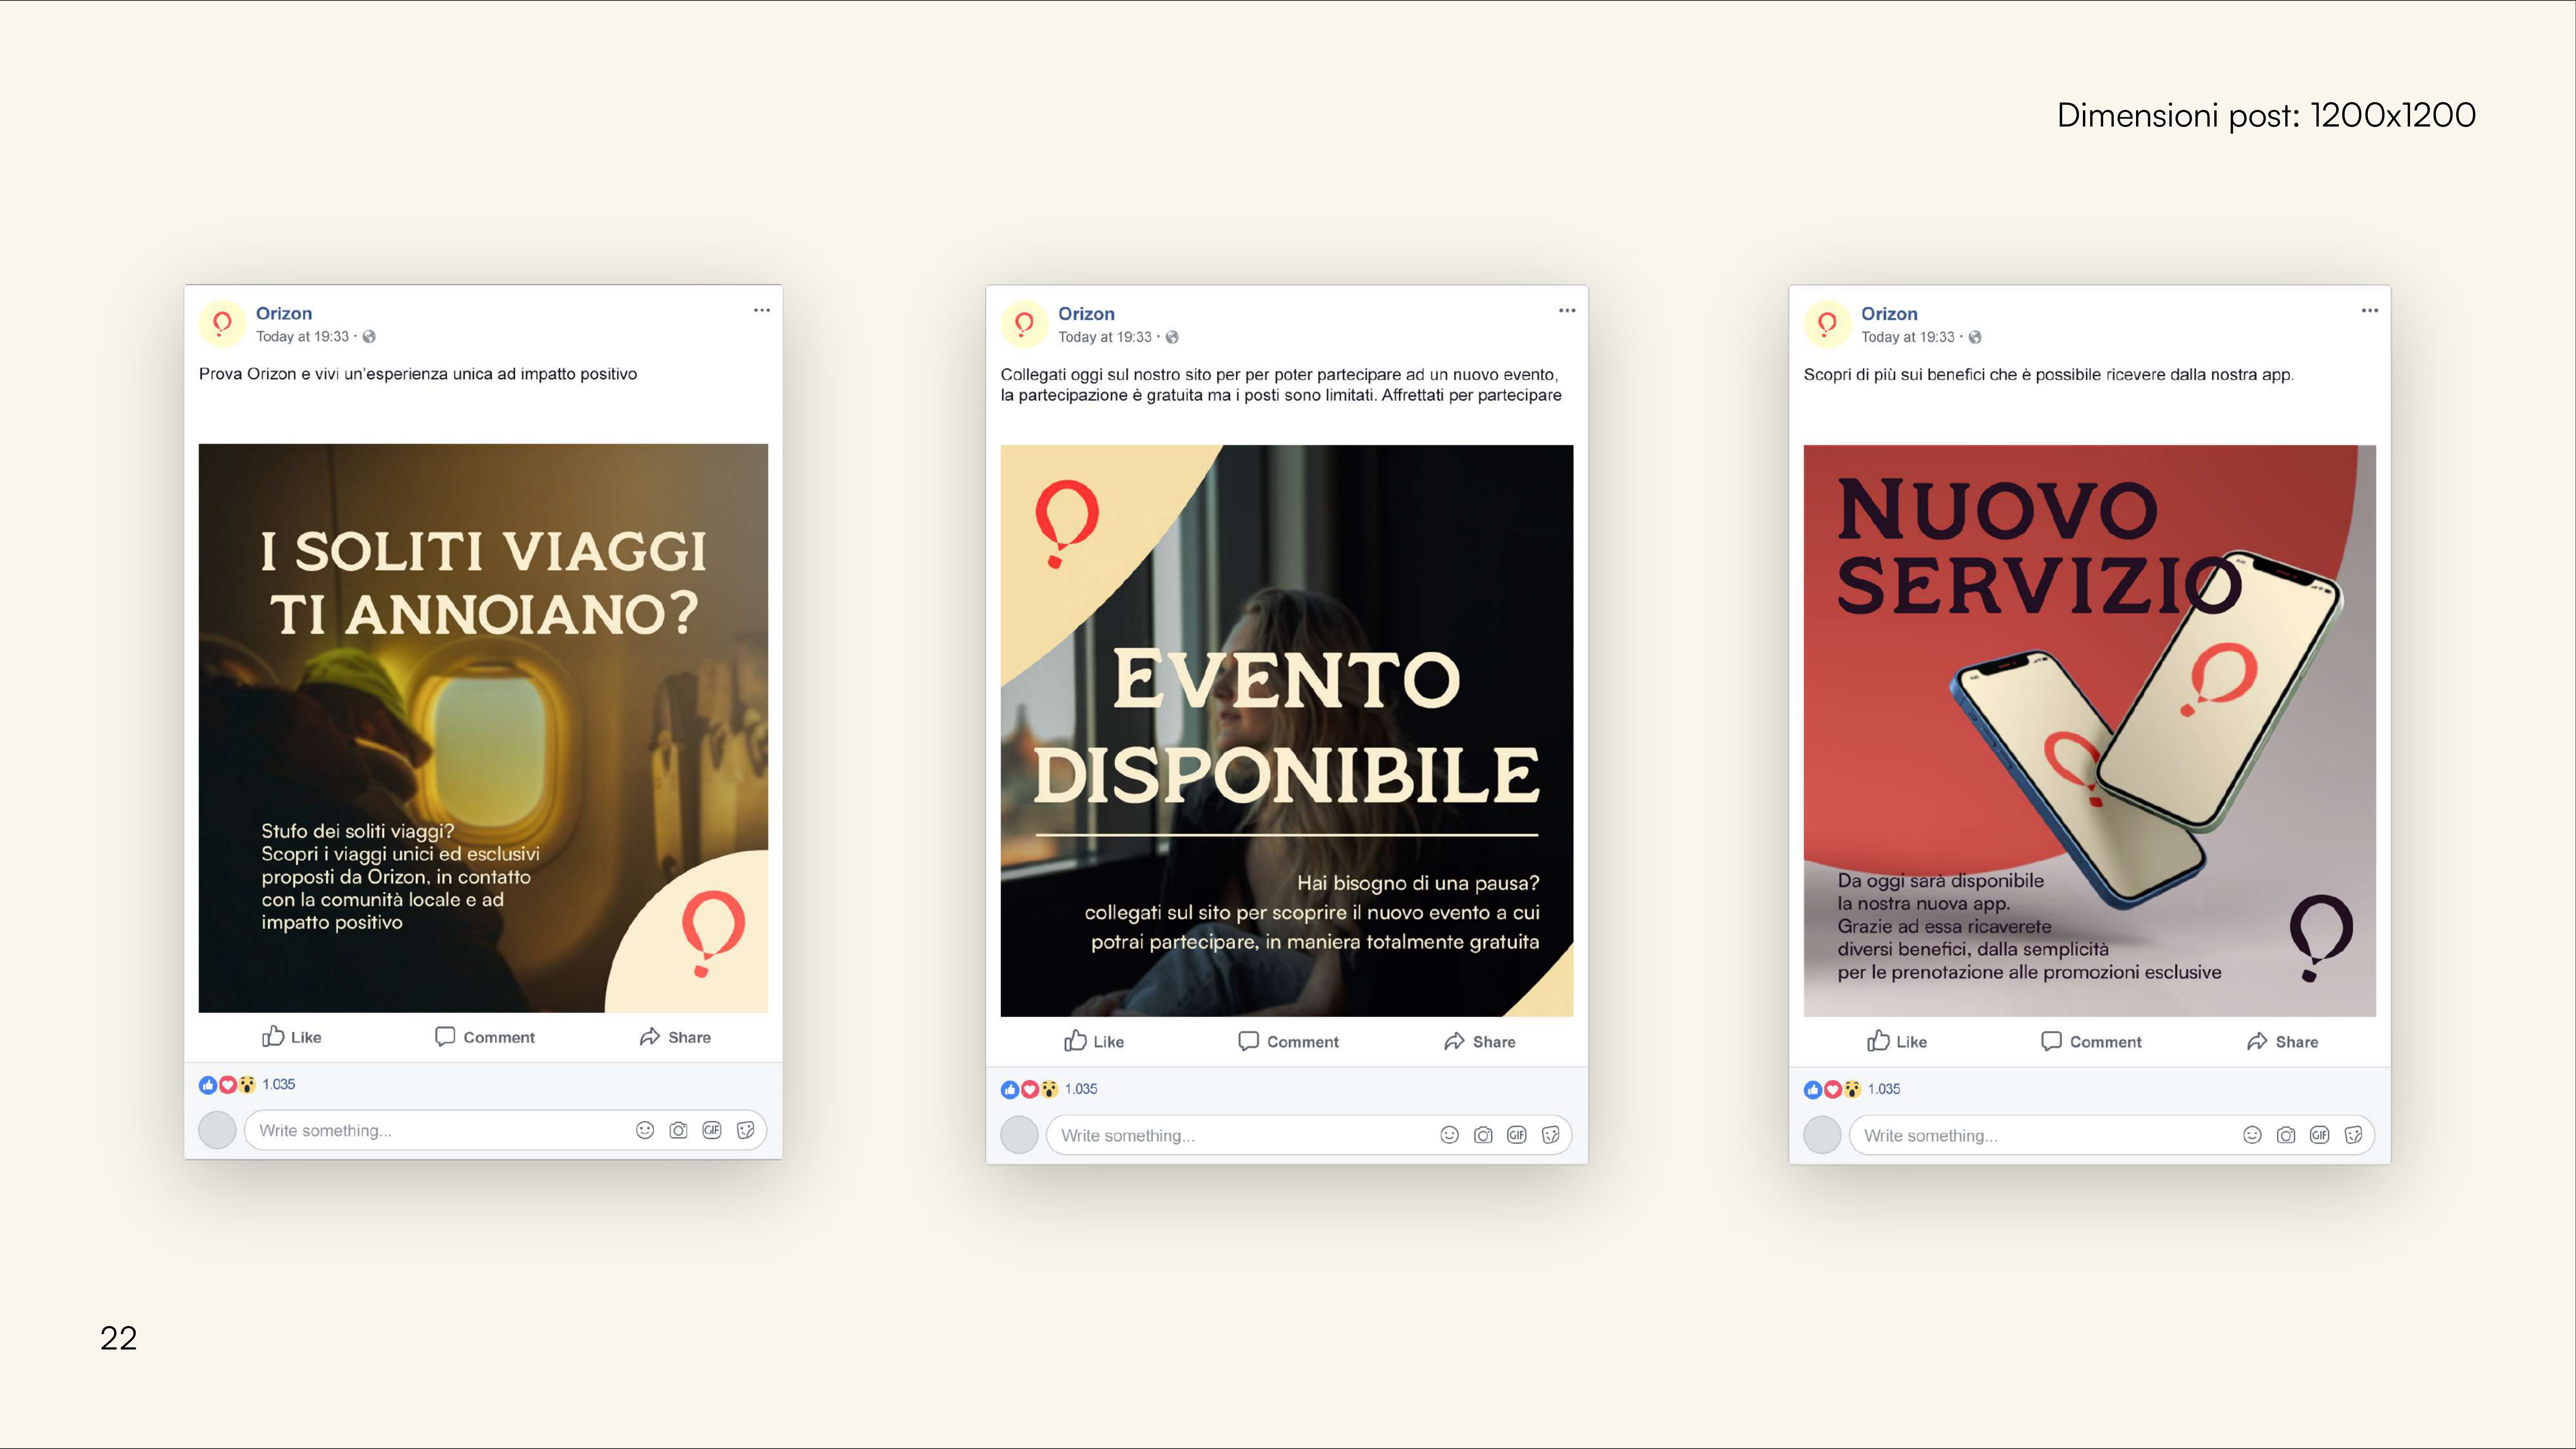 Dimensioni post: 1200x1200
Orizon
Today at 19:33 ·
Prova Orizon e vivi un'esperienza unica ad impatto positivo
I SOLITI VIAGGI
TI ANNOIANO?
Stufo dei soliti viaggi?
Scopri i viaggi unici ed esclusivi
proposti da Orizon, in contatto
con la comunità locale e ad
impatto positivo
Like Comment Share
1.035
Write something...
GIF
Orizon
Today at 19:33 ·
Collegati oggi sul nostro sito per per poter partecipare ad un nuovo evento,
la partecipazione è gratuita ma i posti sono limitati. Affrettati per partecipare
EVENTO
DISPONIBILE
Hai bisogno di una pausa?
collegati sul sito per scoprire il nuovo evento a cui
potrai partecipare, in maniera totalmente gratuita
Like Comment Share
1.035
Write something...
GIF
Orizon
Today at 19:33 ·
Scopri di più sui benefici che è possibile ricevere dalla nostra app.
NUOVO
SERVIZIO
Da oggi sarà disponibile
la nostra nuova app.
Grazie ad essa ricaverete
diversi benefici, dalla semplicità
per le prenotazione alle promozioni esclusive
Like Comment Share
1.035
Write something...
GIF
22